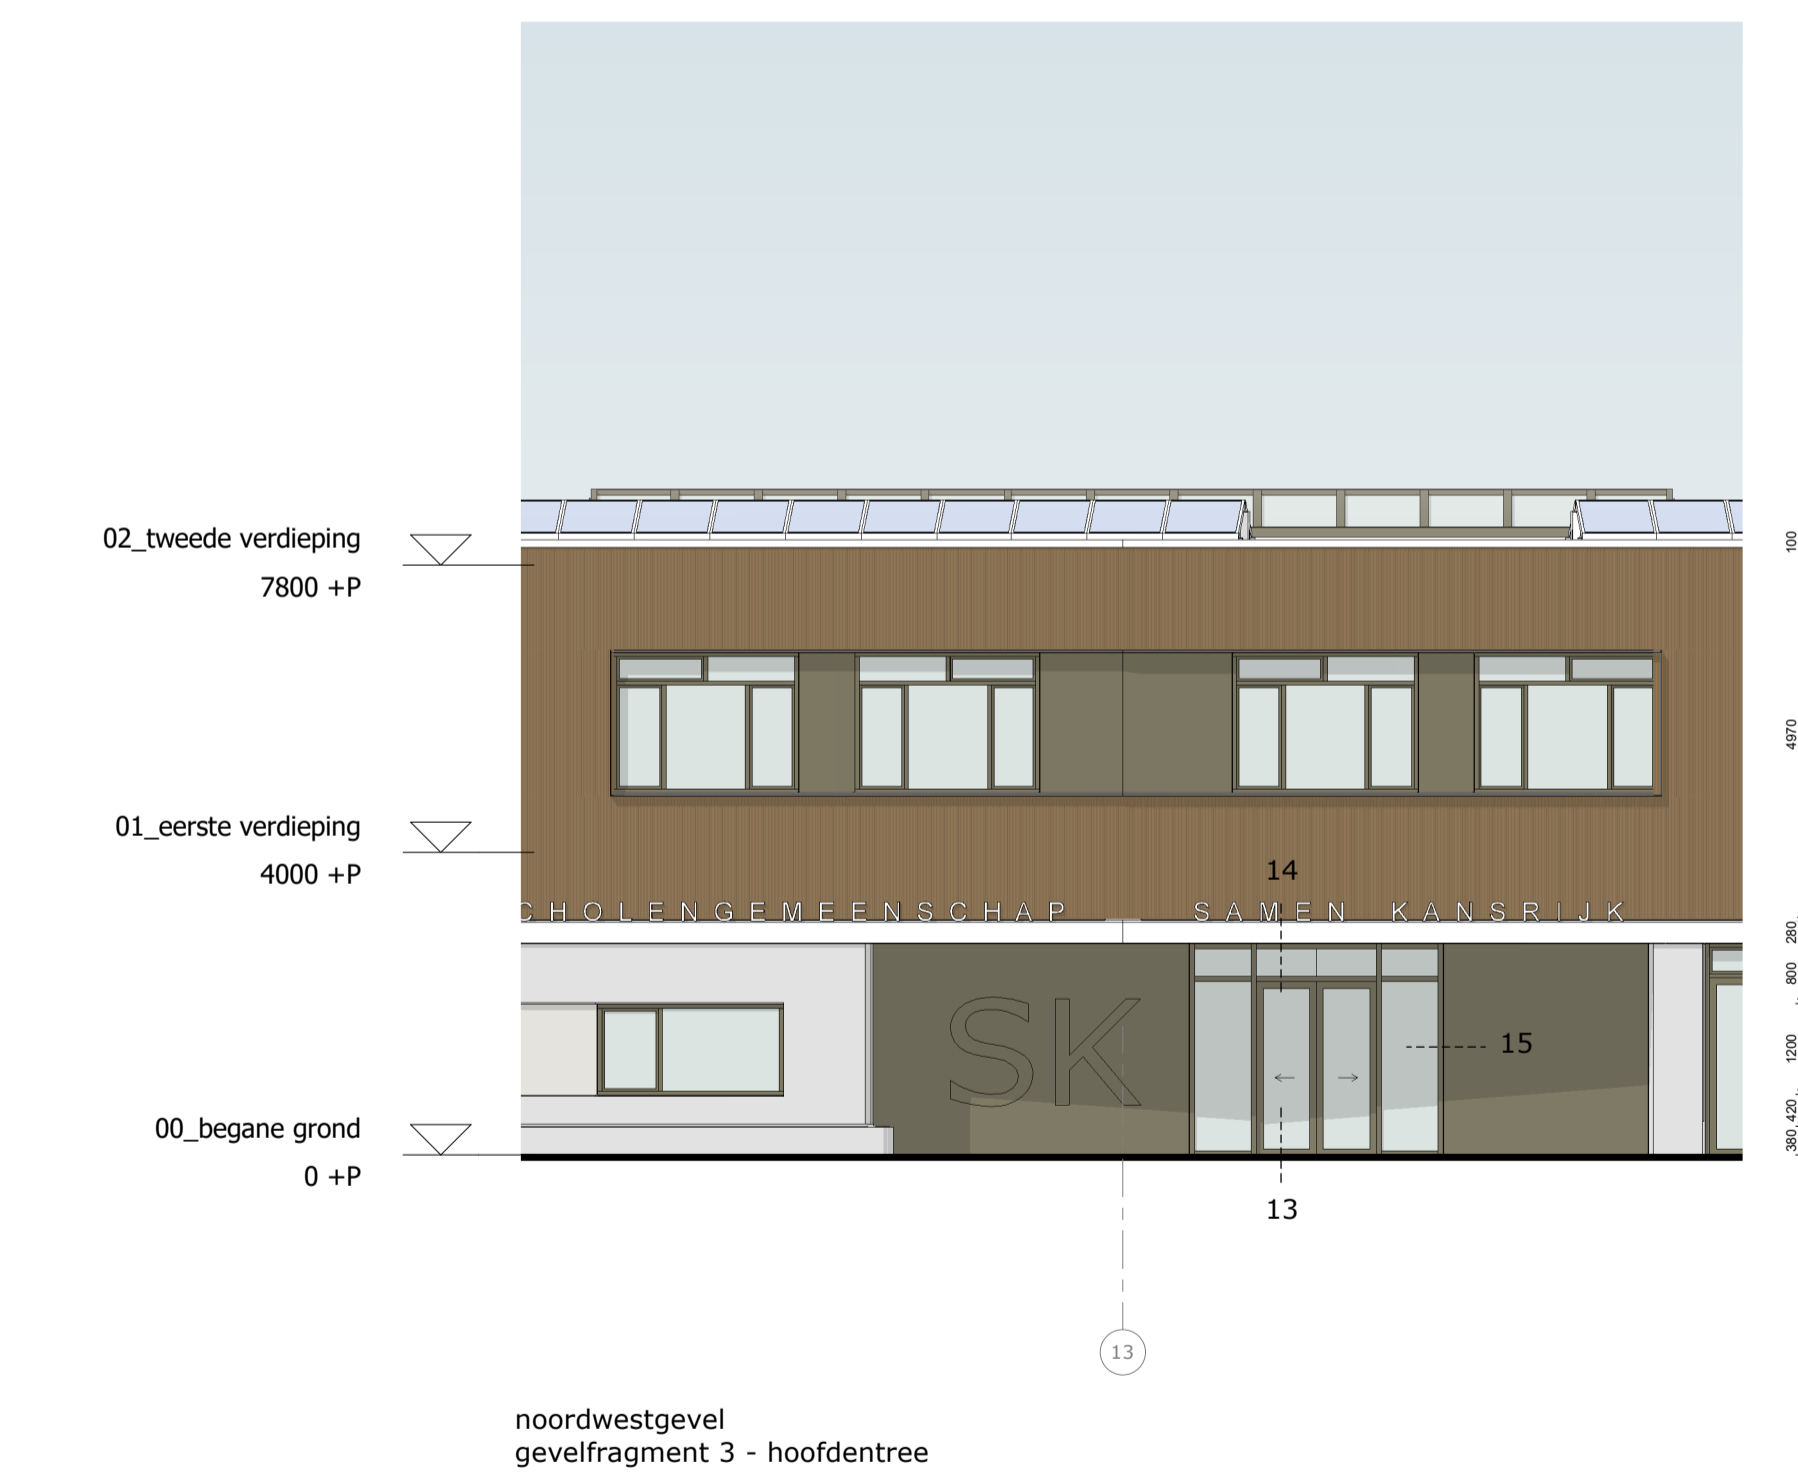 02_tweede verdieping
7800 +P
100
4970
01_eerste verdieping
4000 +P
14
CHOLENGEMEENSCHAP SAMEN KANSRIJK
280
800
SK
15
1200
420
380
00_begane grond
0 +P
13
13
noordwestgevel
gevelfragment 3 - hoofdentree